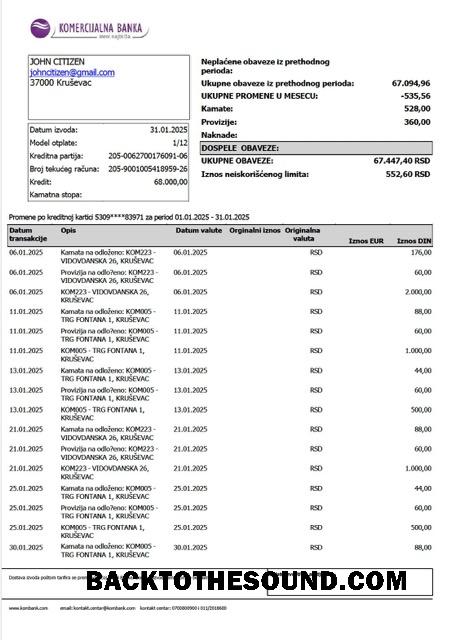 KOMERCIJALNA BANKA
JOHN CITIZEN
johncitizen@gmail.com
37000 Kruševac
Neplaćene obaveze iz prethodnog
perioda:
Ukupne obaveze iz prethodnog perioda: 67.094,96
UKUPNE PROMENE U MESECU: -535,56
Kamate: 528,00
Provizije: 360,00
Naknade:
DOSPELE OBAVEZE:
UKUPNE OBAVEZE: 67.447,40 RSD
Iznos neiskorišćenog limita: 552,60 RSD
Datum izvoda: 31.01.2025
Model otplate: 1/12
Kreditna partija: 205-0062700176091-06
Broj tekućeg računa: 205-9001005418959-26
Kredit: 68.000,00
Kamatna stopa:
Promene po kreditnoj kartici 5309****83971 za period 01.01.2025 - 31.01.2025
Datum transakcije Opis Datum valute Orginalni iznos Originalna valuta Iznos EUR Iznos DIN
06.01.2025 Kamata na odloženo: KOM223 - 06.01.2025 RSD 176,00
VIDOVDANSKA 26, KRUŠEVAC
06.01.2025 Provizija na odlo?eno: KOM223 - 06.01.2025 RSD 60,00
VIDOVDANSKA 26, KRUŠEVAC
06.01.2025 KOM223 - VIDOVDANSKA 26, 06.01.2025 RSD 2.000,00
KRUŠEVAC
11.01.2025 Kamata na odloženo: KOM005 - 11.01.2025 RSD 88,00
TRG FONTANA 1, KRUŠEVAC
11.01.2025 Provizija na odlo?eno: KOM005 - 11.01.2025 RSD 60,00
TRG FONTANA 1, KRUŠEVAC
11.01.2025 KOM005 - TRG FONTANA 1, 11.01.2025 RSD 1.000,00
KRUŠEVAC
13.01.2025 Kamata na odloženo: KOM005 - 13.01.2025 RSD 44,00
TRG FONTANA 1, KRUŠEVAC
13.01.2025 Provizija na odlo?eno: KOM005 - 13.01.2025 RSD 60,00
TRG FONTANA 1, KRUŠEVAC
13.01.2025 KOM005 - TRG FONTANA 1, 13.01.2025 RSD 500,00
KRUŠEVAC
21.01.2025 Kamata na odloženo: KOM223 - 21.01.2025 RSD 88,00
VIDOVDANSKA 26, KRUŠEVAC
21.01.2025 Provizija na odlo?eno: KOM223 - 21.01.2025 RSD 60,00
VIDOVDANSKA 26, KRUŠEVAC
21.01.2025 KOM223 - VIDOVDANSKA 26, 21.01.2025 RSD 1.000,00
KRUŠEVAC
25.01.2025 Kamata na odloženo: KOM005 - 25.01.2025 RSD 44,00
TRG FONTANA 1, KRUŠEVAC
25.01.2025 Provizija na odlo?eno: KOM005 - 25.01.2025 RSD 60,00
TRG FONTANA 1, KRUŠEVAC
25.01.2025 KOM005 - TRG FONTANA 1, 25.01.2025 RSD 500,00
KRUŠEVAC
30.01.2025 Kamata na odloženo: KOM005 - 30.01.2025 RSD 88,00
TRG FONTANA 1, KRUŠEVAC
Dostava izvoda poštom tarifira se
BACKTOTHESOUND.COM
www.kombank.com email: kontakt.centar@kombank.com kontakt centar: 0700800900 i 011/2018600